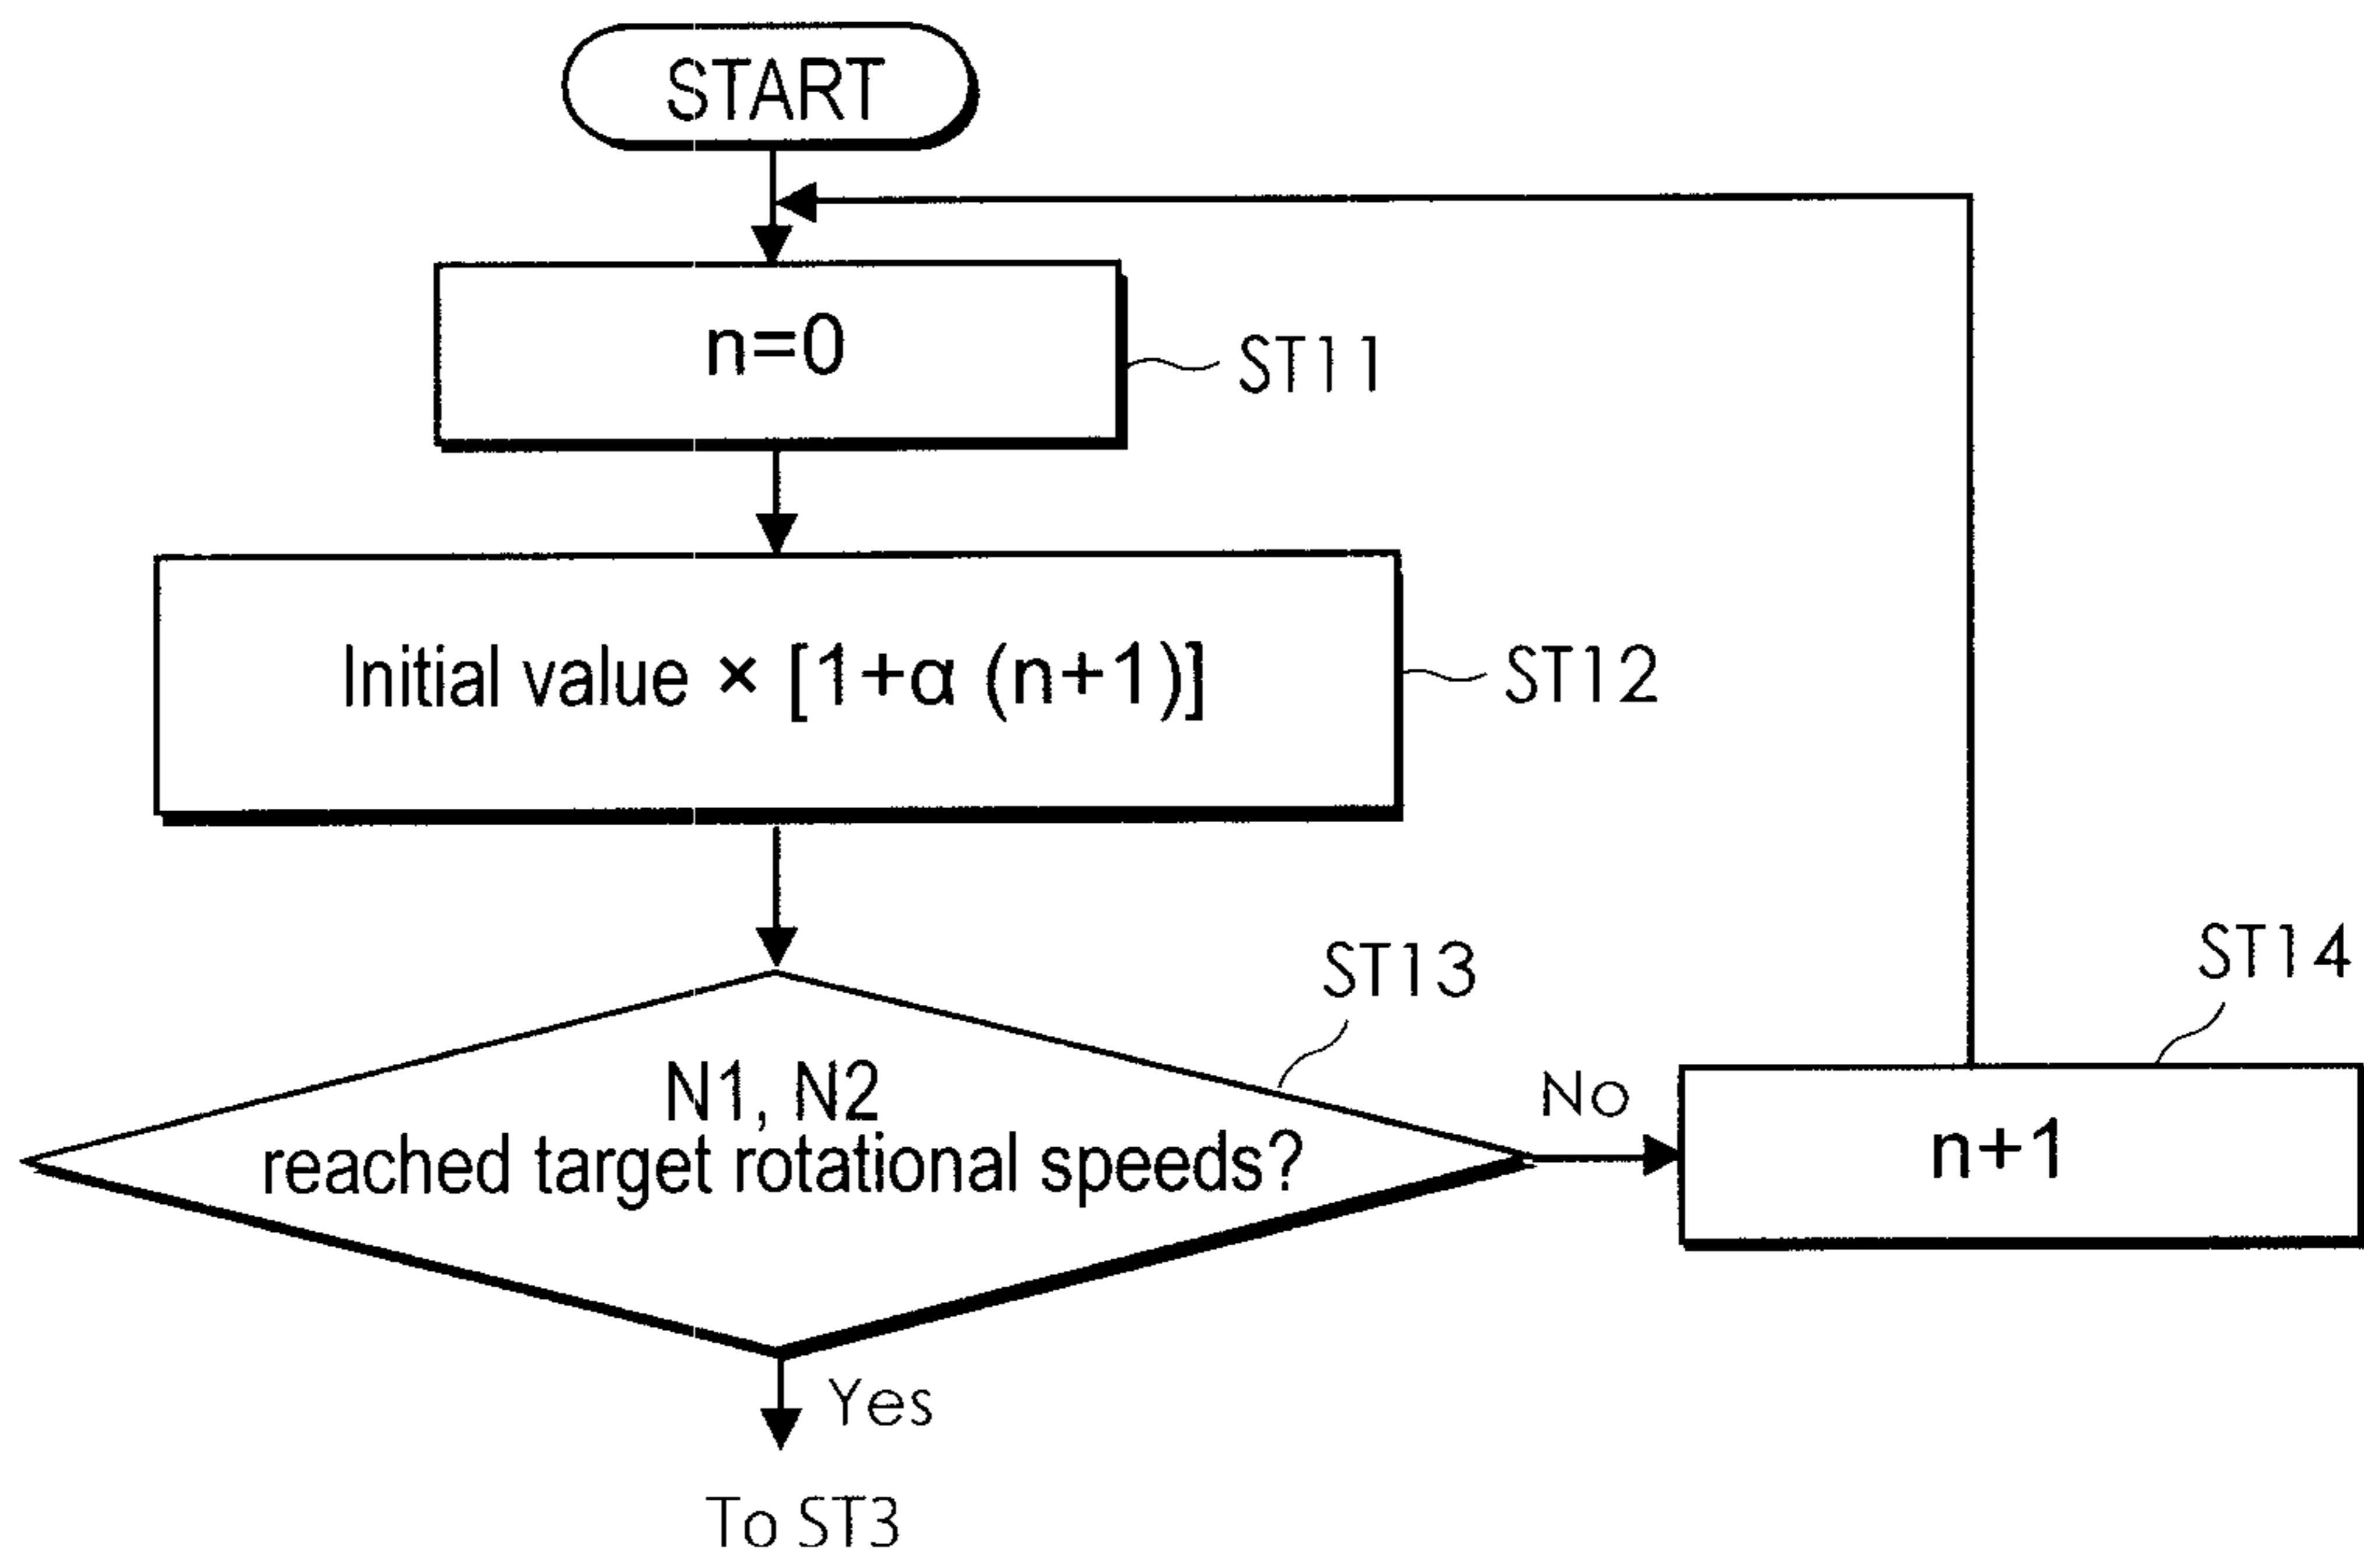 START
n=0
ST11
Initial value × [1+α (n+1)]
ST12
ST13
ST14
N1, N2
reached target rotational speeds?
No
n+1
Yes
To ST3